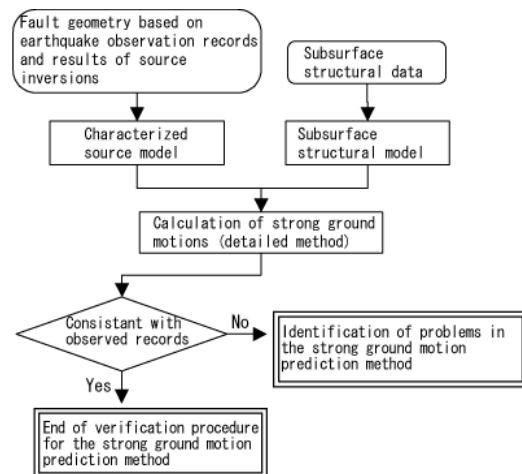 Fault geometry based on
earthquake observation records
and results of source
inversions
Subsurface
structural data
Characterized
source model
Subsurface
structural model
Calculation of strong ground
motions (detailed method)
Consistant with
observed records
No
Identification of problems in
the strong ground motion
prediction method
Yes
End of verification procedure
for the strong ground motion
prediction method